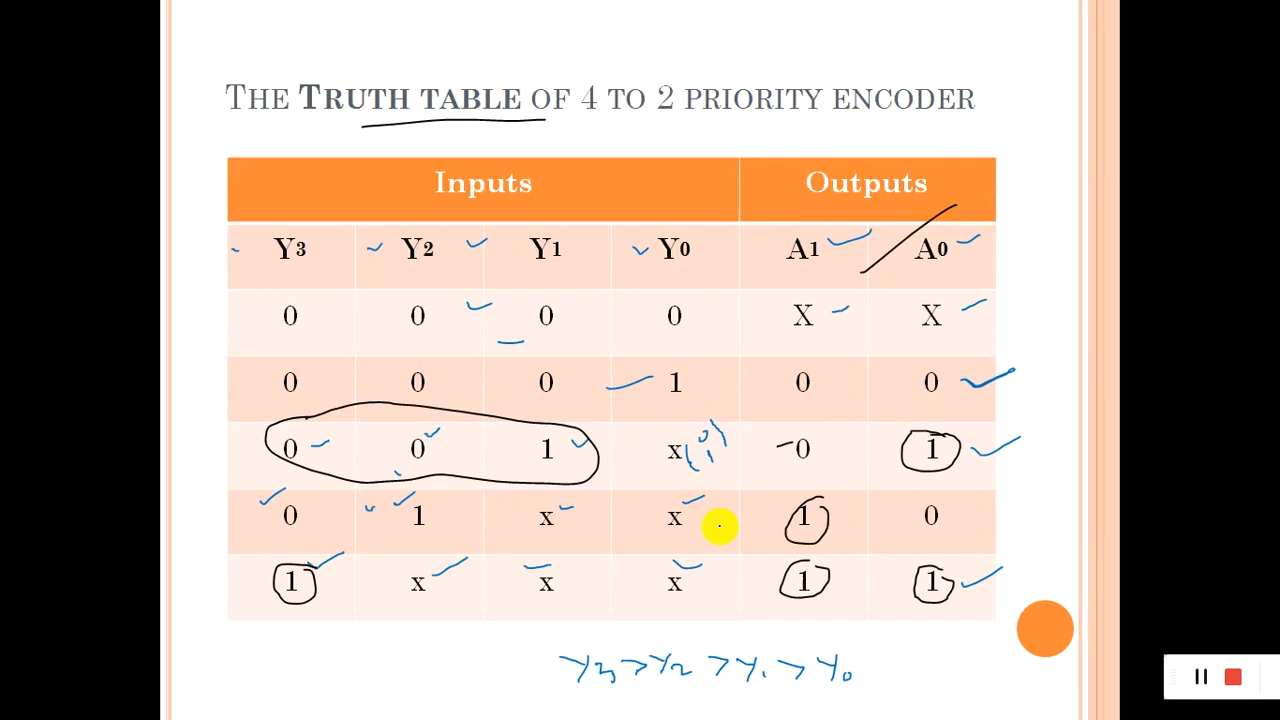 THE TRUTH TABLE OF 4 TO 2 PRIORITY ENCODER
Inputs Outputs
Y3 Y2 Y1 Y0 A1 A0
0 0 0 0 X X
0 0 0 1 0 0
0 0 1 x (0 1) 0 1
0 1 x x 1 0
1 x x x 1 1
Y3 > Y2 > Y1 > Y0